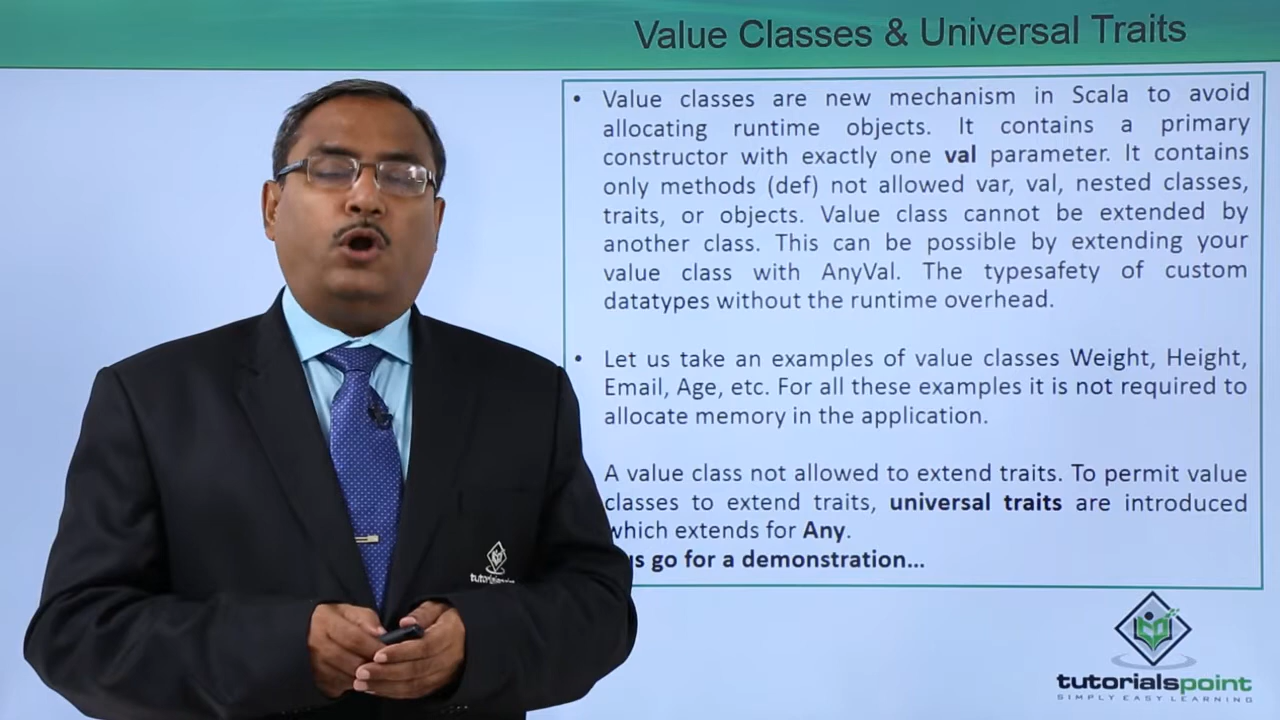 Value Classes & Universal Traits
• Value classes are new mechanism in Scala to avoid
allocating runtime objects. It contains a primary
constructor with exactly one val parameter. It contains
only methods (def) not allowed var, val, nested classes,
traits, or objects. Value class cannot be extended by
another class. This can be possible by extending your
value class with AnyVal. The typesafety of custom
datatypes without the runtime overhead.
• Let us take an examples of value classes Weight, Height,
Email, Age, etc. For all these examples it is not required to
allocate memory in the application.
A value class not allowed to extend traits. To permit value
classes to extend traits, universal traits are introduced
which extends for Any.
us go for a demonstration...
tutorialspoint
SIMPLY EASY LEARNING